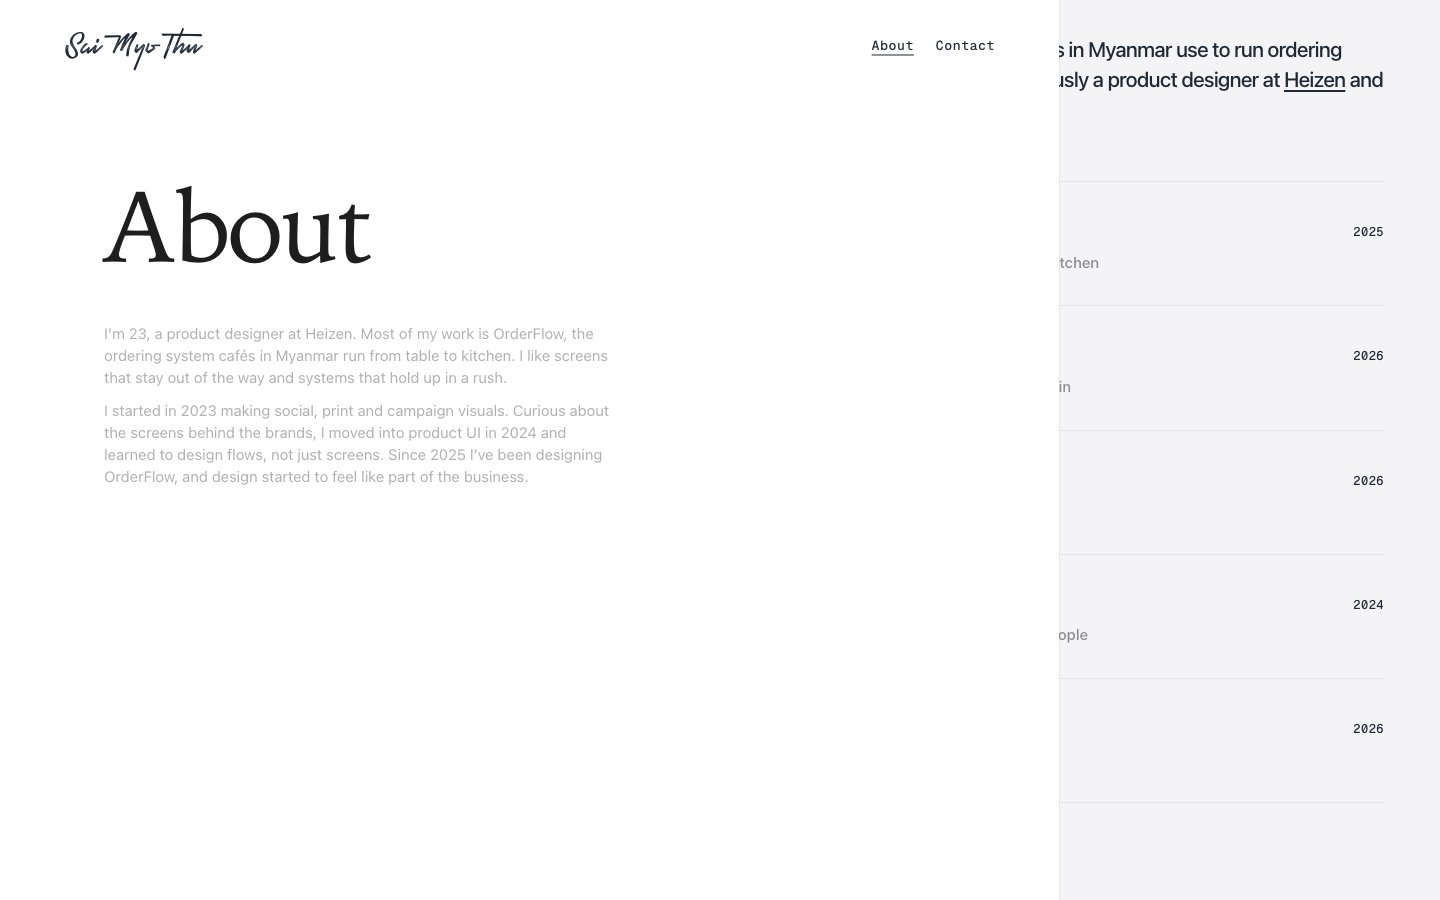 Sai Myo Thu
About Contact
s in Myanmar use to run ordering
usly a product designer at Heizen and
About
I'm 23, a product designer at Heizen. Most of my work is OrderFlow, the
ordering system cafés in Myanmar run from table to kitchen. I like screens
that stay out of the way and systems that hold up in a rush.
I started in 2023 making social, print and campaign visuals. Curious about
the screens behind the brands, I moved into product UI in 2024 and
learned to design flows, not just screens. Since 2025 I've been designing
OrderFlow, and design started to feel like part of the business.
2025
tchen
2026
in
2026
2024
ople
2026